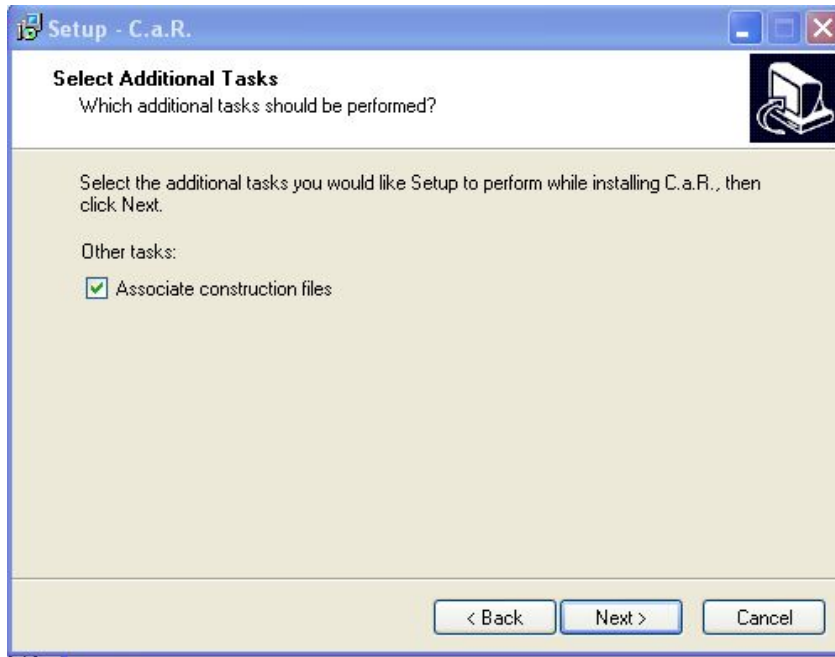 Setup - C.a.R.
Select Additional Tasks
Which additional tasks should be performed?
Select the additional tasks you would like Setup to perform while installing C.a.R., then
click Next.
Other tasks:
Associate construction files
< Back Next > Cancel